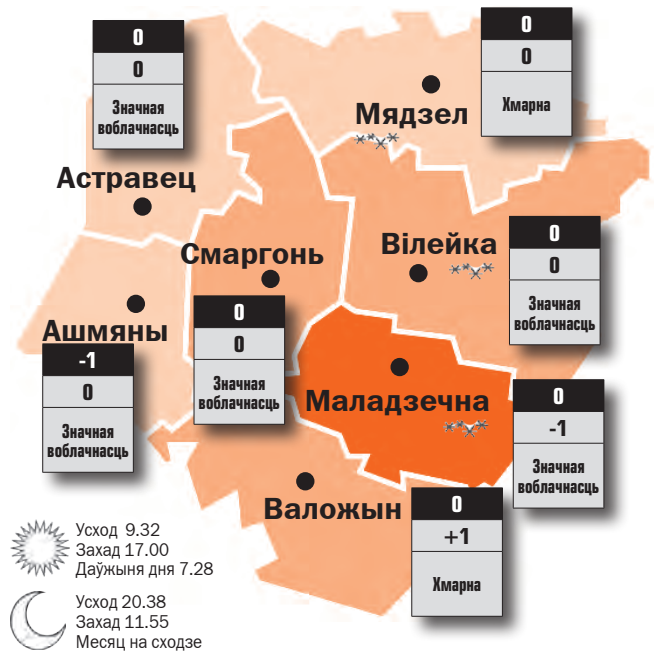 0
0
Значная
воблачнасць
0
0
Хмарна
Мядзел
Астравец
Смаргонь
Вілейка
0
0
Значная
воблачнасць
Ашмяны
-1
0
Значная
воблачнасць
0
0
Значная
воблачнасць
Маладзечна
0
-1
Значная
воблачнасць
Валожын
0
+1
Хмарна
Усход 9.32
Захад 17.00
Даўжыня дня 7.28
Усход 20.38
Захад 11.55
Месяц на сходзе